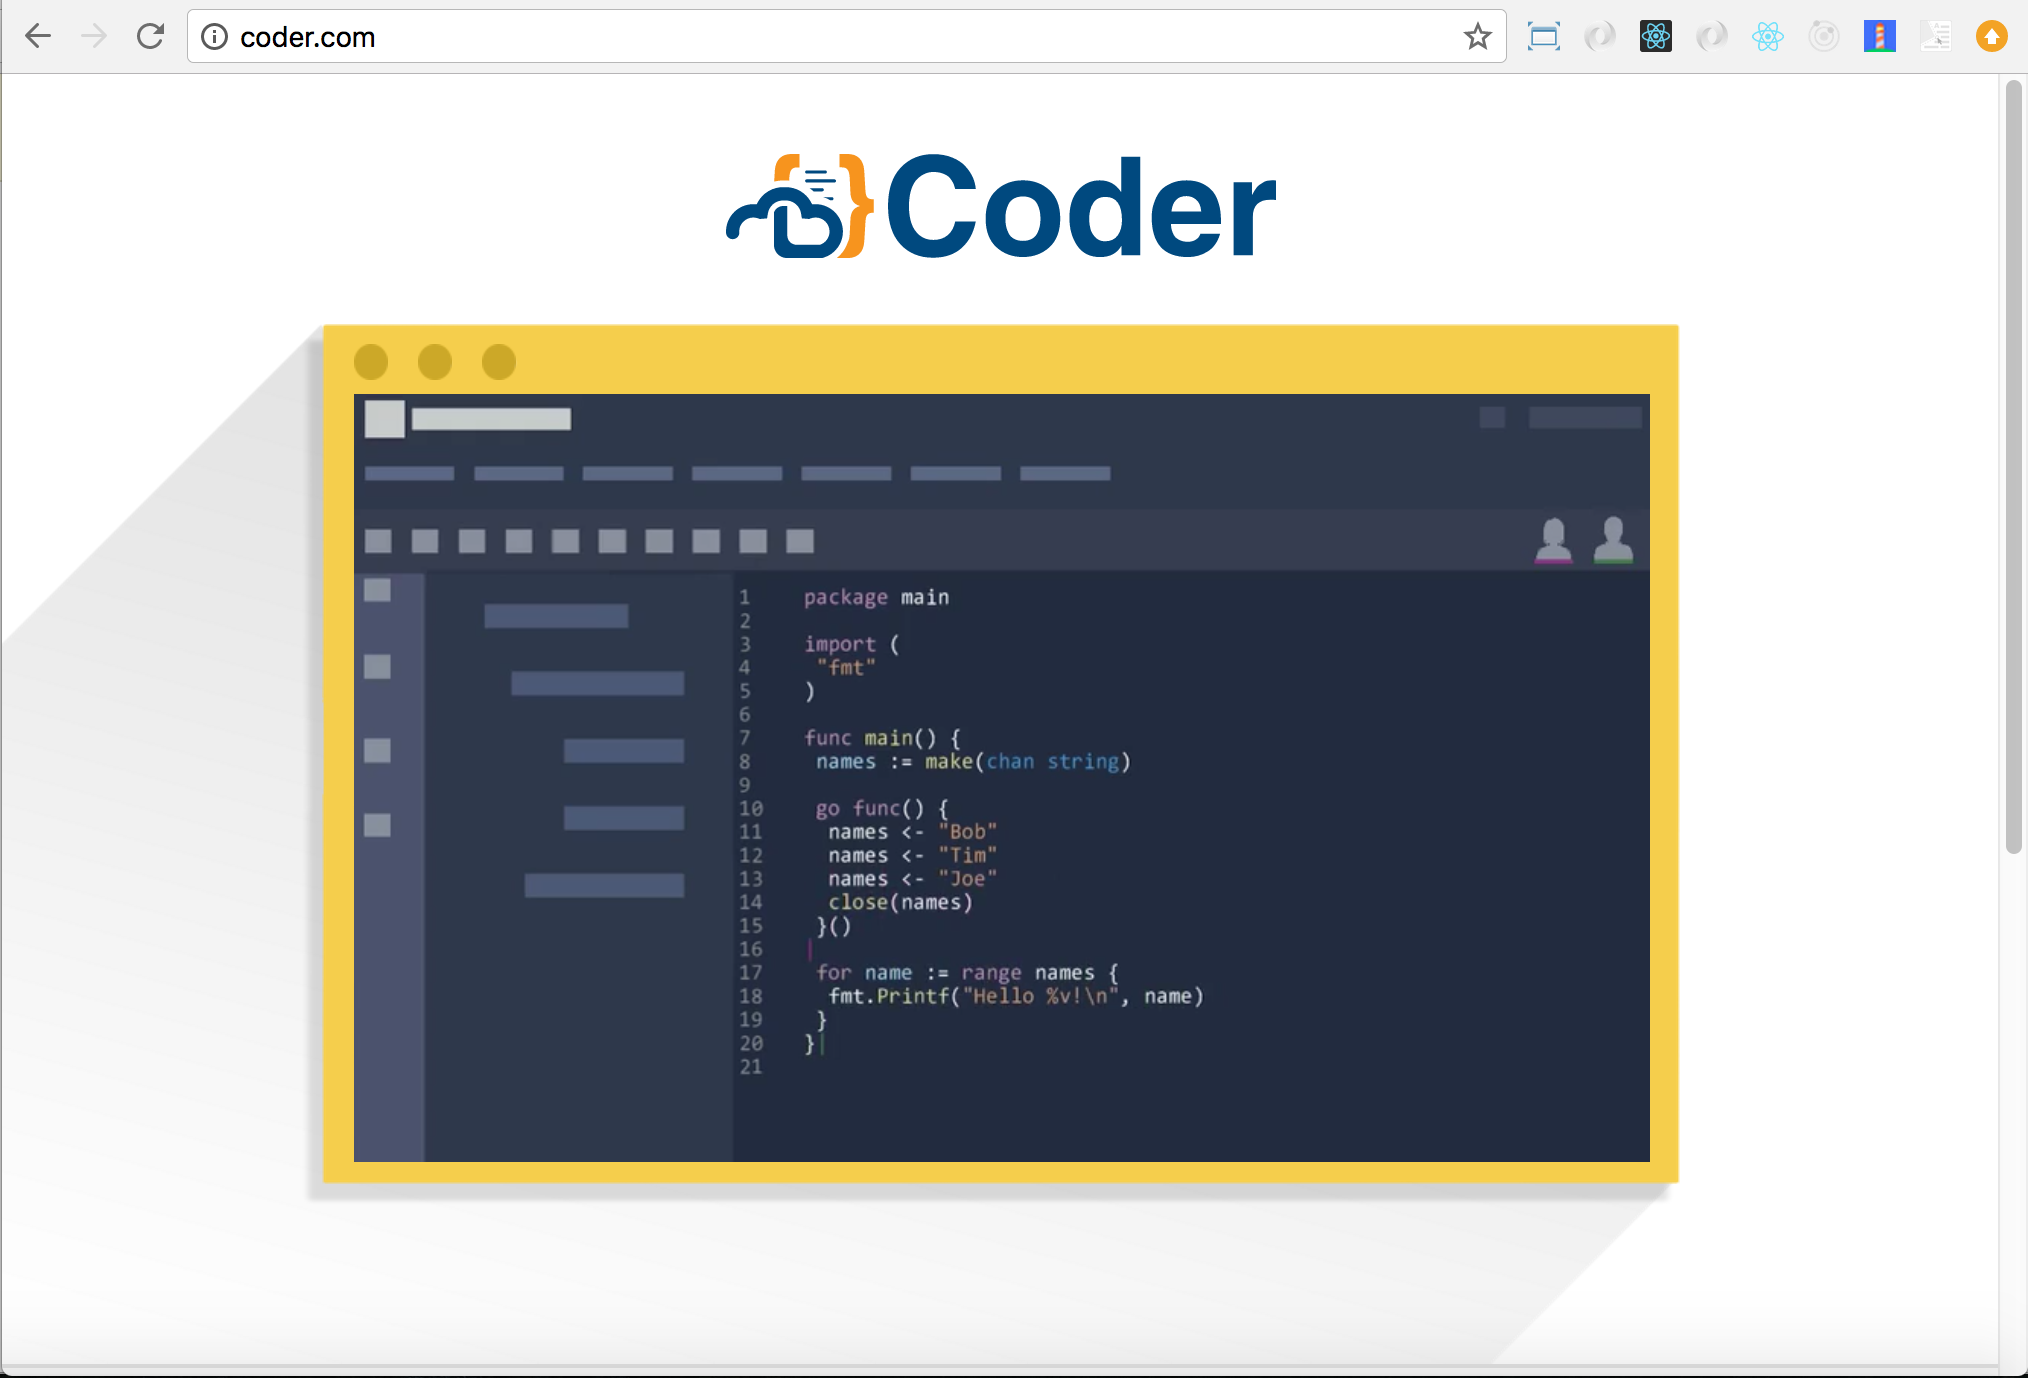 coder.com
Coder
1 package main
2
3 import (
4 "fmt"
5 )
6
7 func main() {
8 names := make(chan string)
9
10 go func() {
11 names <- "Bob"
12 names <- "Tim"
13 names <- "Joe"
14 close(names)
15 }()
16
17 for name := range names {
18 fmt.Printf("Hello %v!\n", name)
19 }
20 }
21